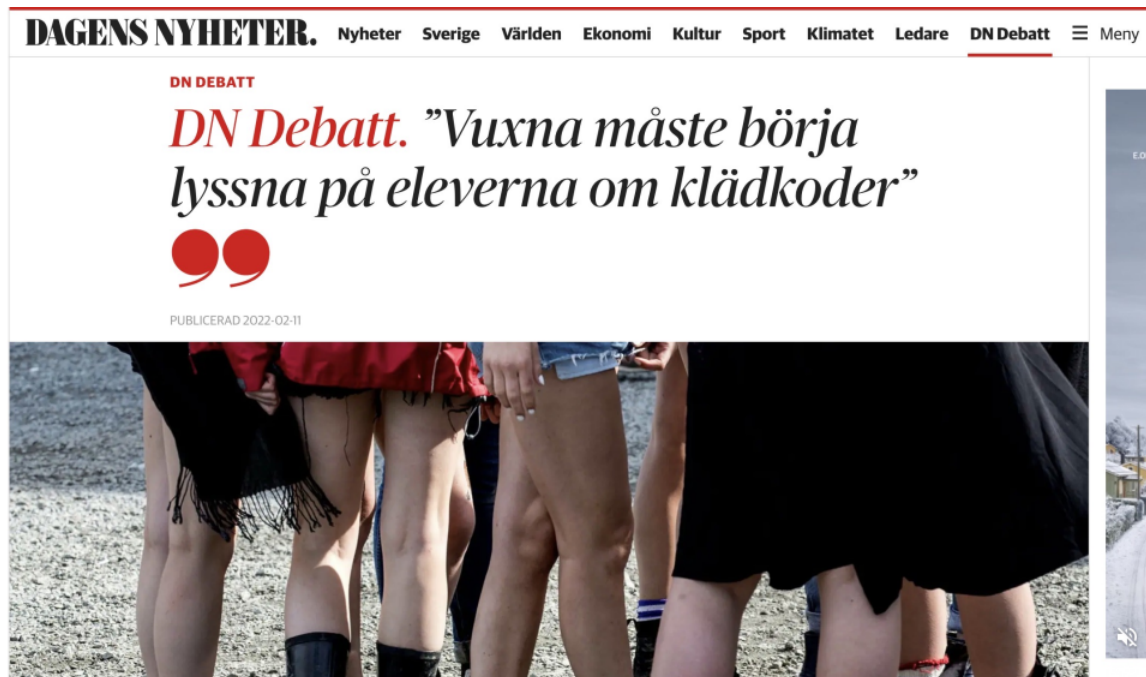 DAGENS NYHETER. Nyheter Sverige Världen Ekonomi Kultur Sport Klimatet Ledare DN Debatt Meny
DN DEBATT
DN Debatt. ”Vuxna måste börja
lyssna på eleverna om klädkoder”
PUBLICERAD 2022-02-11